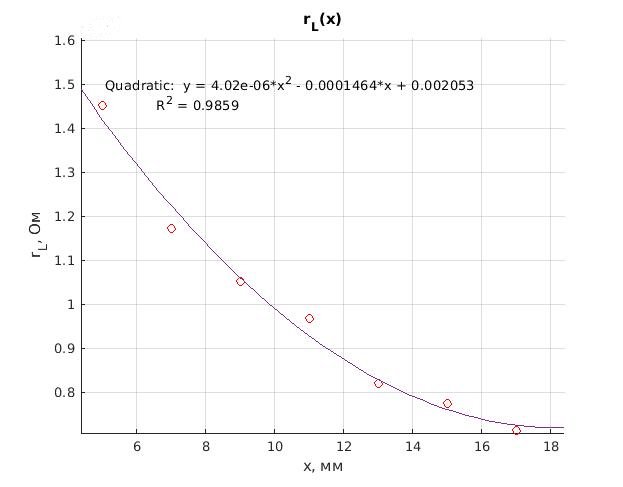 r_L(x)
1.6
1.5
Quadratic: y = 4.02e-06*x² - 0.0001464*x + 0.002053
R² = 0.9859
1.4
1.3
1.2
1.1
1
0.9
0.8
r_L, Ом
6 8 10 12 14 16 18
x, мм